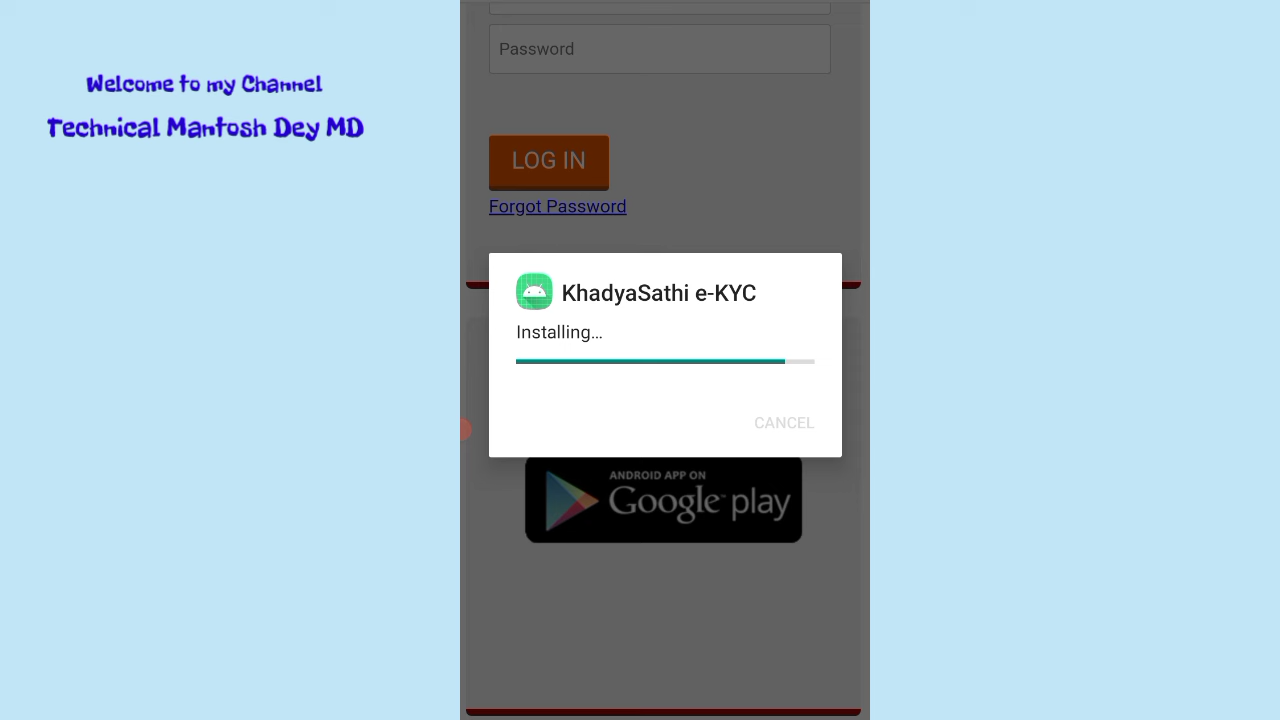 Welcome to my Channel
Technical Mantosh Dey MD
Password
LOG IN
Forgot Password
KhadyaSathi e-KYC
Installing...
CANCEL
ANDROID APP ON
Google play